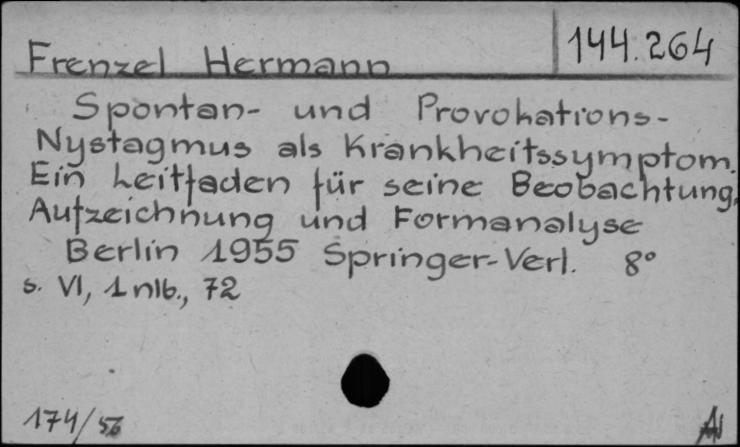 144.264
Frenzel Hermann
Spontan- und Provokations-
Nystagmus als Krankheitssymptom.
Ein Leitfaden für seine Beobachtung,
Aufzeichnung und Formanalyse
Berlin 1955 Springer-Verl. 8°
s. VI, 1 nlb., 72
174/56